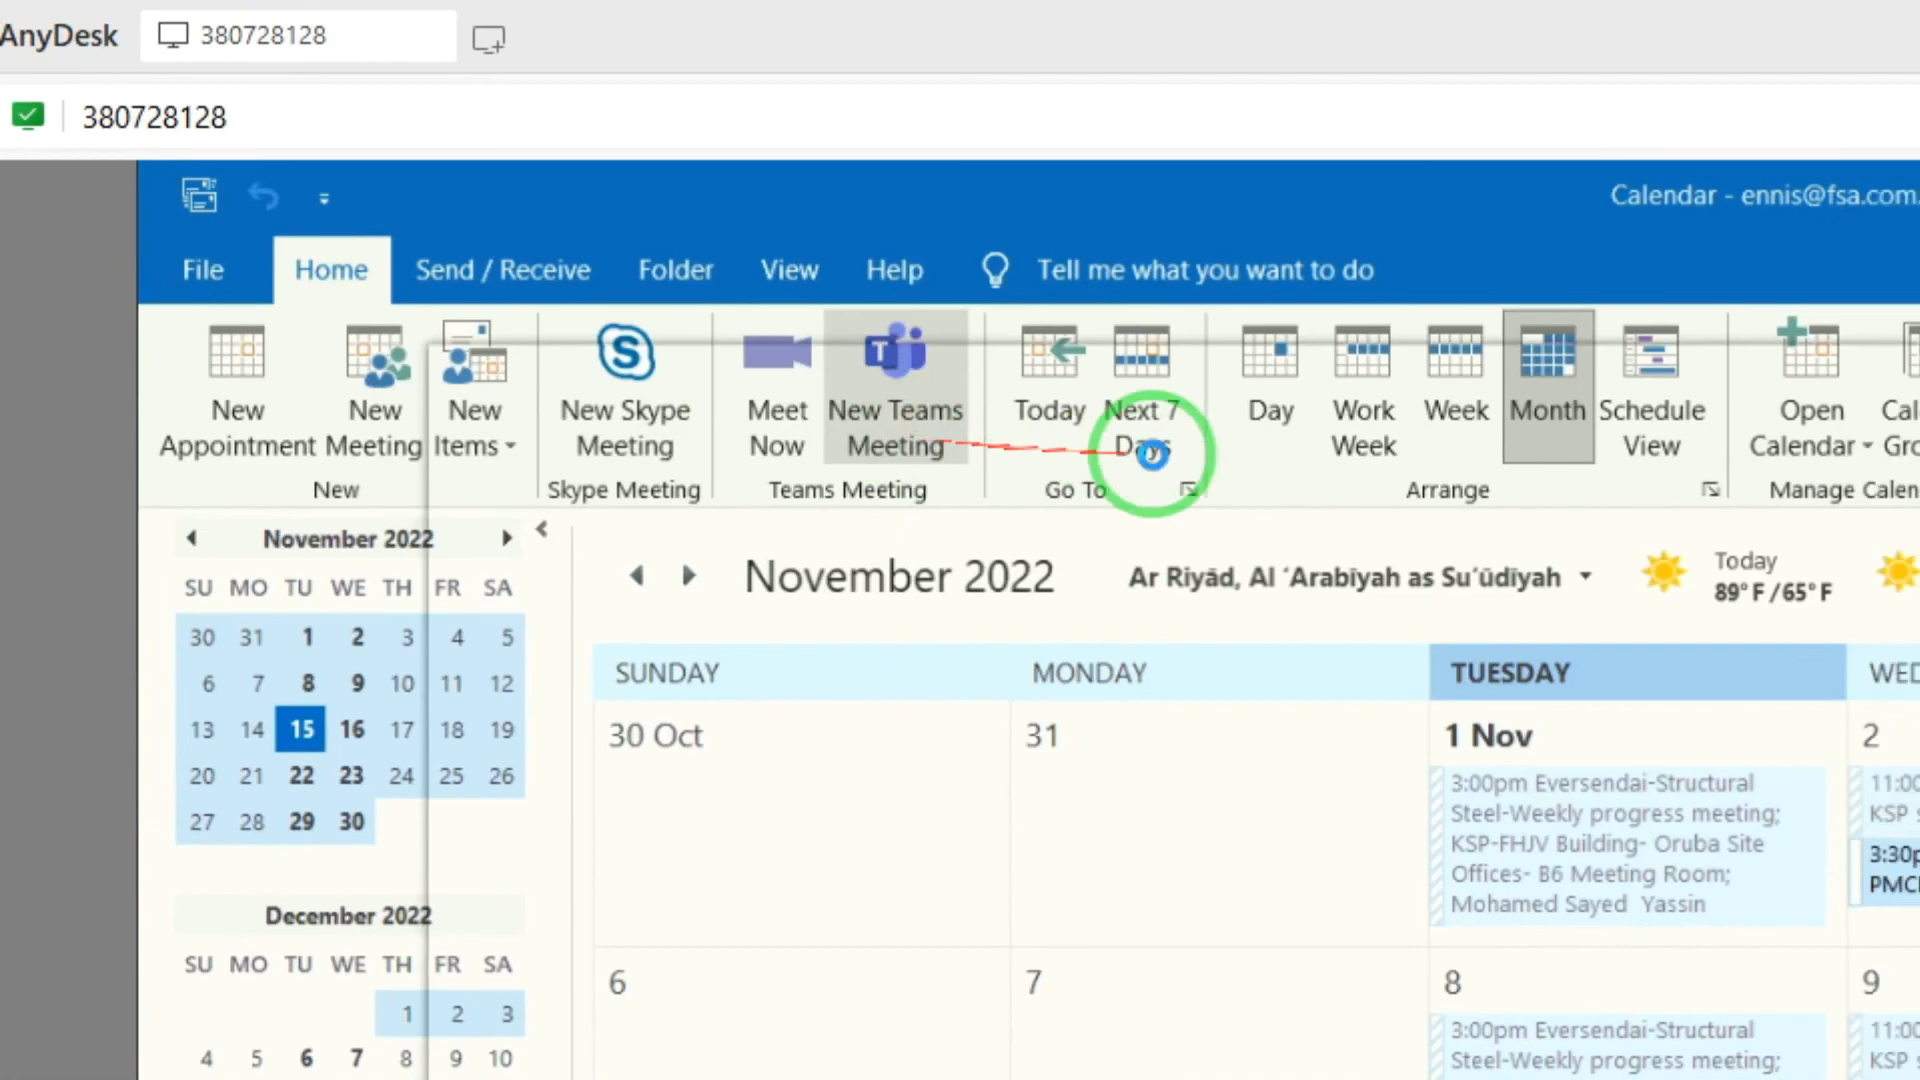 AnyDesk
380728128
380728128
Calendar - ennis@fsa.com.
File Home Send / Receive Folder View Help Tell me what you want to do
New Appointment
New Meeting
New Items
New Skype Meeting
Meet Now
New Teams Meeting
Today
Next 7 Days
Day
Work Week
Week
Month
Schedule View
Open Calendar
New
Skype Meeting
Teams Meeting
Go To
Arrange
November 2022
SU MO TU WE TH FR SA
30 31 1 2 3 4 5
6 7 8 9 10 11 12
13 14 15 16 17 18 19
20 21 22 23 24 25 26
27 28 29 30
December 2022
SU MO TU WE TH FR SA
1 2 3
4 5 6 7 8 9 10
November 2022
Ar Riyād, Al ´Arabīyah as Su´ūdīyah
Today
89°F/65°F
SUNDAY MONDAY TUESDAY
30 Oct
31
1 Nov
3:00pm Eversendai-Structural
Steel-Weekly progress meeting;
KSP-FHJV Building- Oruba Site
Offices- B6 Meeting Room;
Mohamed Sayed Yassin
2
KSP
6
7
8
3:00pm Eversendai-Structural
Steel-Weekly progress meeting;
9
KSP